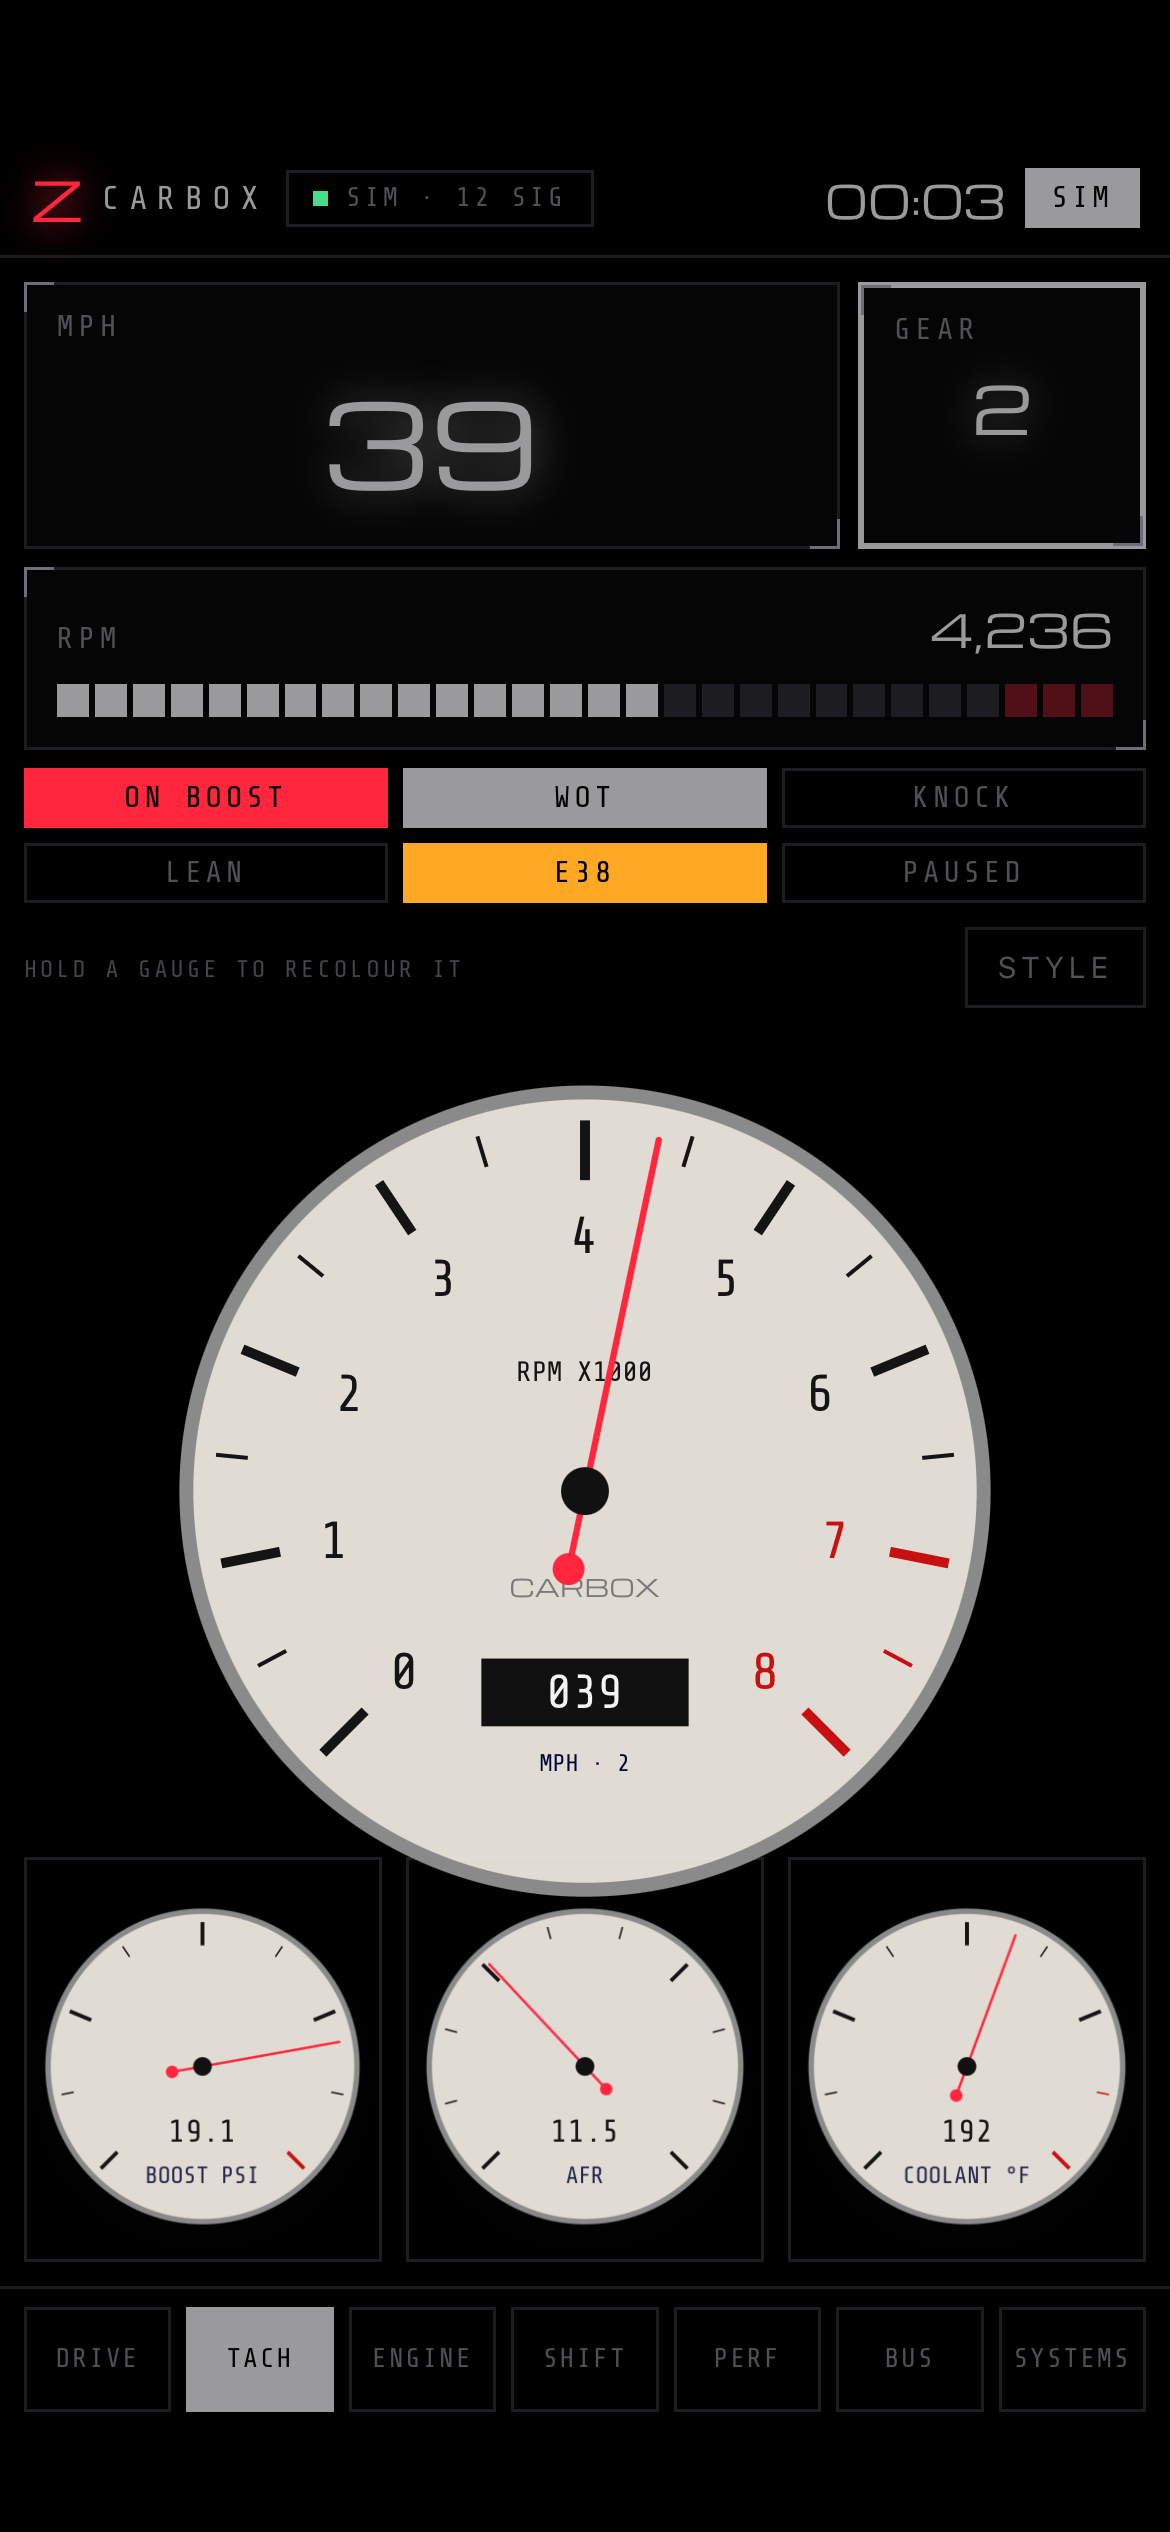 Z CARBOX SIM · 12 SIG 00:03 SIM
MPH
39
GEAR
2
RPM 4,236
ON BOOST WOT KNOCK
LEAN E38 PAUSED
HOLD A GAUGE TO RECOLOUR IT STYLE
4
3 5
RPM X1000
2 6
1 7
CARBOX
0 8
039
MPH · 2
19.1 11.5 192
BOOST PSI AFR COOLANT °F
DRIVE TACH ENGINE SHIFT PERF BUS SYSTEMS